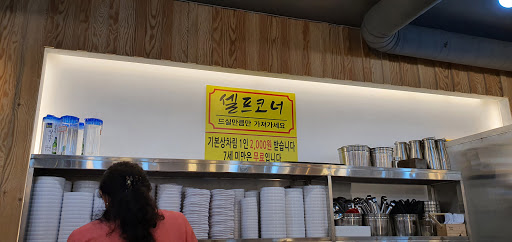 셀프코너
드실만큼만 가져가세요
기본상차림 1인 2,000원 받습니다
7세 미만은 무료입니다